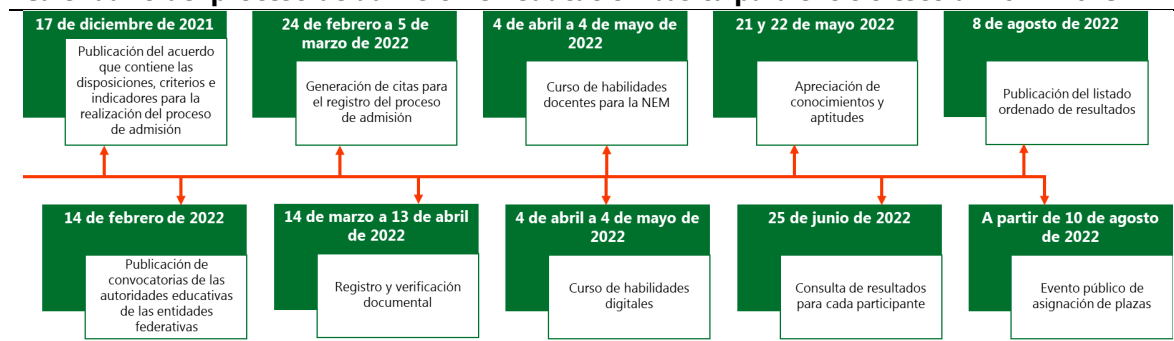 17 de diciembre de 2021
Publicación del acuerdo
que contiene las
disposiciones, criterios e
indicadores para la
realización del proceso
de admisión
24 de febrero a 5 de
marzo de 2022
Generación de citas para
el registro del proceso
de admisión
4 de abril a 4 de mayo de
2022
Curso de habilidades
docentes para la NEM
21 y 22 de mayo de 2022
Apreciación de
conocimientos y
aptitudes
8 de agosto de 2022
Publicación del listado
ordenado de resultados
14 de febrero de 2022
Publicación de
convocatorias de las
autoridades educativas
de las entidades
federativas
14 de marzo a 13 de abril
de 2022
Registro y verificación
documental
4 de abril a 4 de mayo de
2022
Curso de habilidades
digitales
25 de junio de 2022
Consulta de resultados
para cada participante
A partir de 10 de agosto
de 2022
Evento público de
asignación de plazas